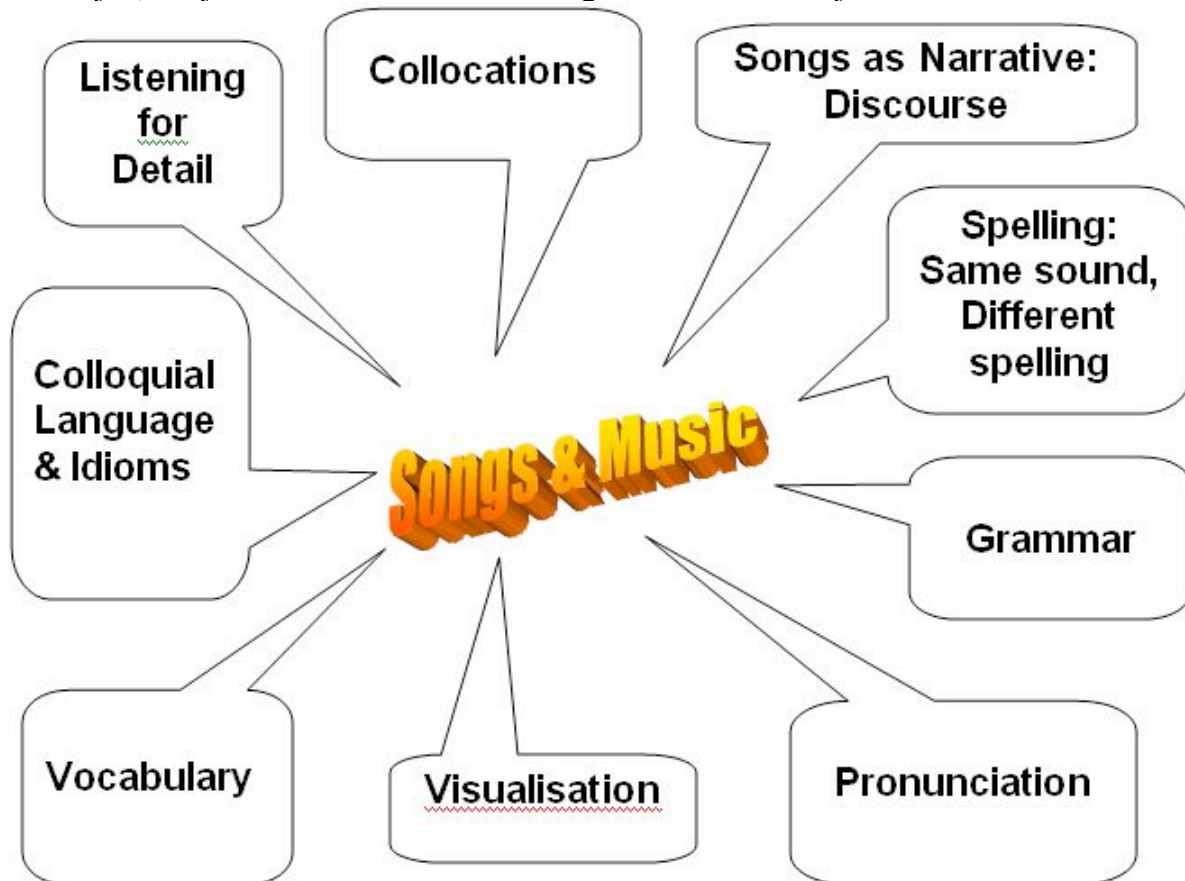 Listening
for
Detail
Collocations
Songs as Narrative:
Discourse
Spelling:
Same sound,
Different
spelling
Colloquial
Language
& Idioms
Songs & Music
Grammar
Vocabulary
Visualisation
Pronunciation